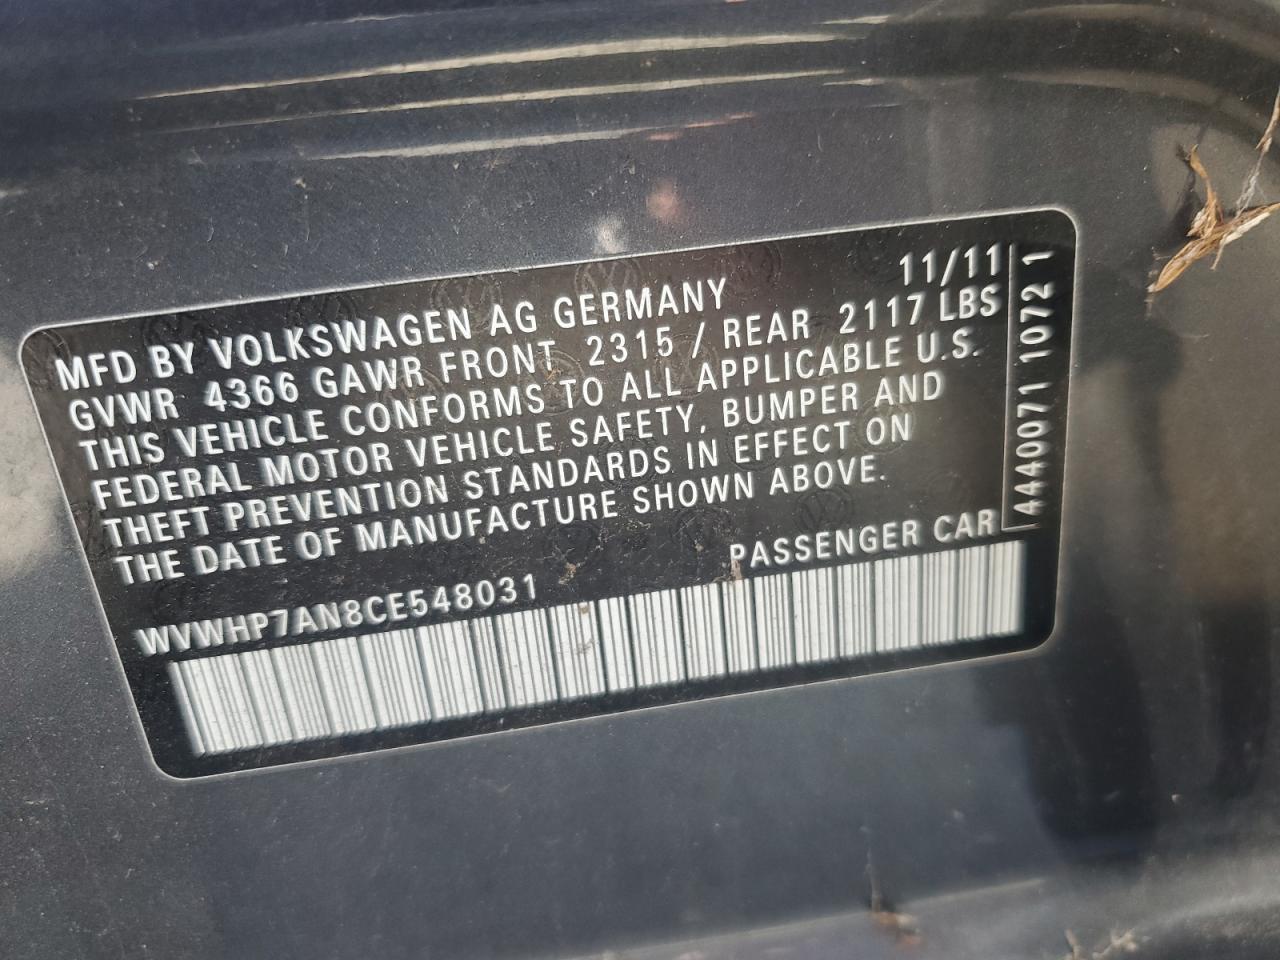 11/11
MFD BY VOLKSWAGEN AG GERMANY
GVWR 4366 GAWR FRONT 2315 / REAR 2117 LBS
THIS VEHICLE CONFORMS TO ALL APPLICABLE U.S.
FEDERAL MOTOR VEHICLE SAFETY, BUMPER AND
THEFT PREVENTION STANDARDS IN EFFECT ON
THE DATE OF MANUFACTURE SHOWN ABOVE.
PASSENGER CAR
WVWHP7AN8CE548031
4440071 1072 1